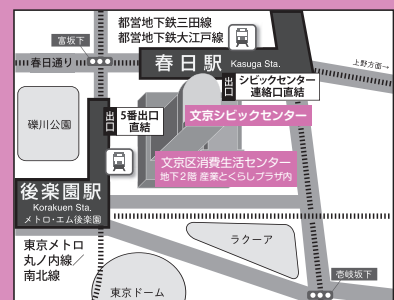 都営地下鉄三田線
都営地下鉄大江戸線
富坂下
春日通り
春日駅 Kasuga Sta.
上野方面→
出口
シビックセンター
連絡口直結
礫川公園
出口
5番出口
直結
文京シビックセンター
文京区消費生活センター
地下2階 産業とくらしプラザ内
後楽園駅
Korakuen Sta.
メトロ・エム後楽園
東京メトロ
丸ノ内線／
南北線
ラクーア
壱岐坂下
東京ドーム